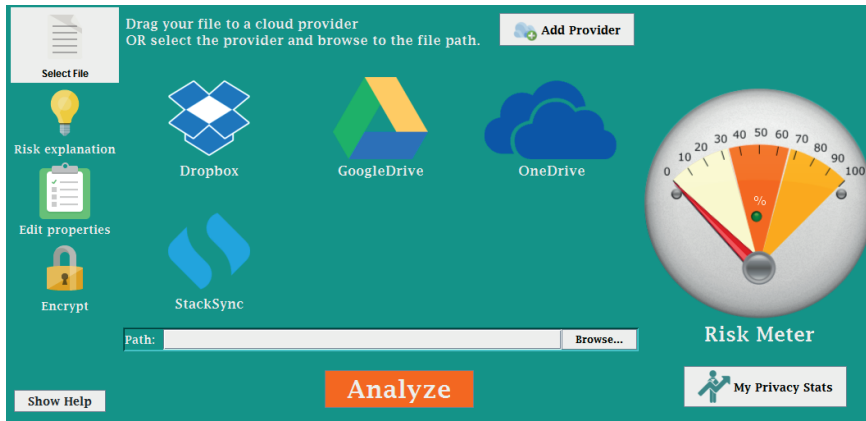 Drag your file to a cloud provider
OR select the provider and browse to the file path.
Add Provider
Select File
Risk explanation
Edit properties
Encrypt
Dropbox
GoogleDrive
OneDrive
StackSync
0 10 20 30 40 50 60 70 80 90 100
%
Risk Meter
Path:
Browse...
Analyze
My Privacy Stats
Show Help